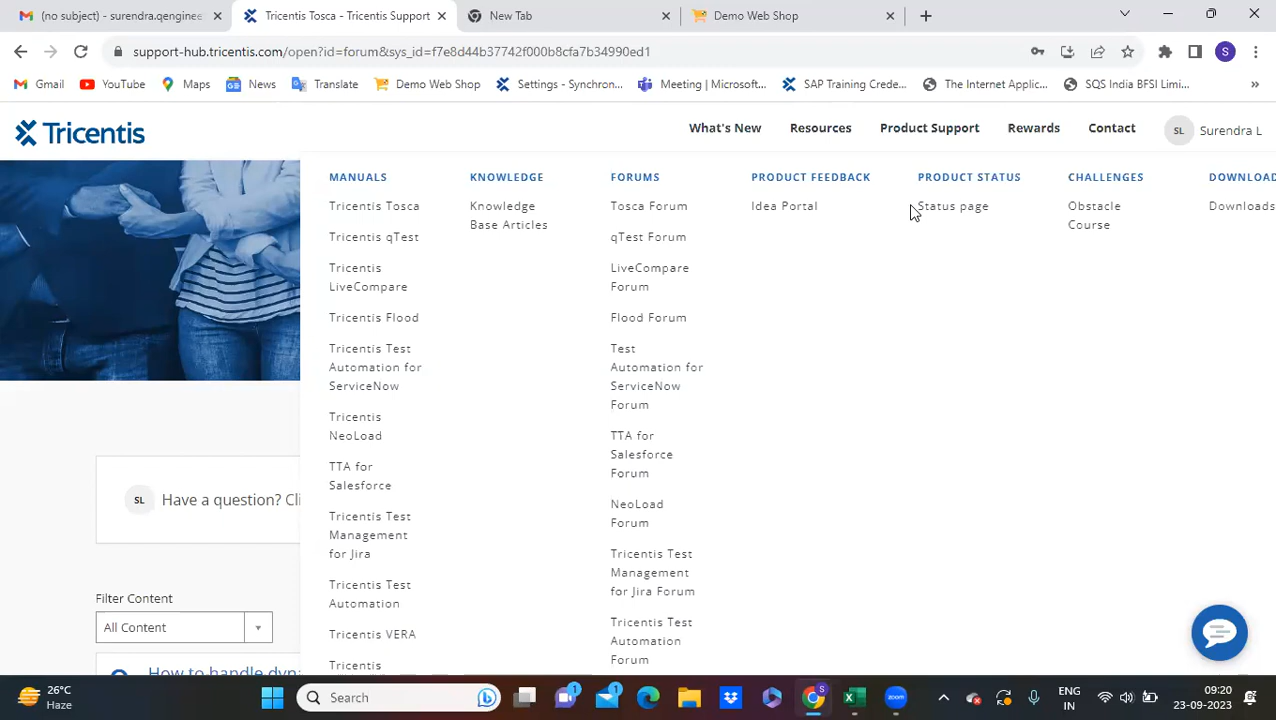 (no subject) - surendra.qengine
Tricentis Tosca - Tricentis Support
New Tab
Demo Web Shop
support-hub.tricentis.com/open?id=forum&sys_id=f7e8d44b37742f000b8cfa7b34990ed1
S
Gmail
YouTube
Maps
News
Translate
Demo Web Shop
Settings - Synchron...
Meeting | Microsoft...
SAP Training Crede...
The Internet Applic...
SQS India BFSI Limi...
Tricentis
What's New
Resources
Product Support
Rewards
Contact
SL
Surendra L
MANUALS
Tricentis Tosca
Tricentis qTest
Tricentis
LiveCompare
Tricentis Flood
Tricentis Test
Automation for
ServiceNow
Tricentis
NeoLoad
TTA for
Salesforce
Tricentis Test
Management
for Jira
Tricentis Test
Automation
Tricentis VERA
Tricentis
KNOWLEDGE
Knowledge
Base Articles
FORUMS
Tosca Forum
qTest Forum
LiveCompare
Forum
Flood Forum
Test
Automation for
ServiceNow
Forum
TTA for
Salesforce
Forum
NeoLoad
Forum
Tricentis Test
Management
for Jira Forum
Tricentis Test
Automation
Forum
PRODUCT FEEDBACK
Idea Portal
PRODUCT STATUS
Status page
CHALLENGES
Obstacle
Course
DOWNLOAD
Downloads
SL
Have a question? Cli
Filter Content
All Content
How to handle dyna
26°C
Haze
Search
ENG
IN
09:20
23-09-2023